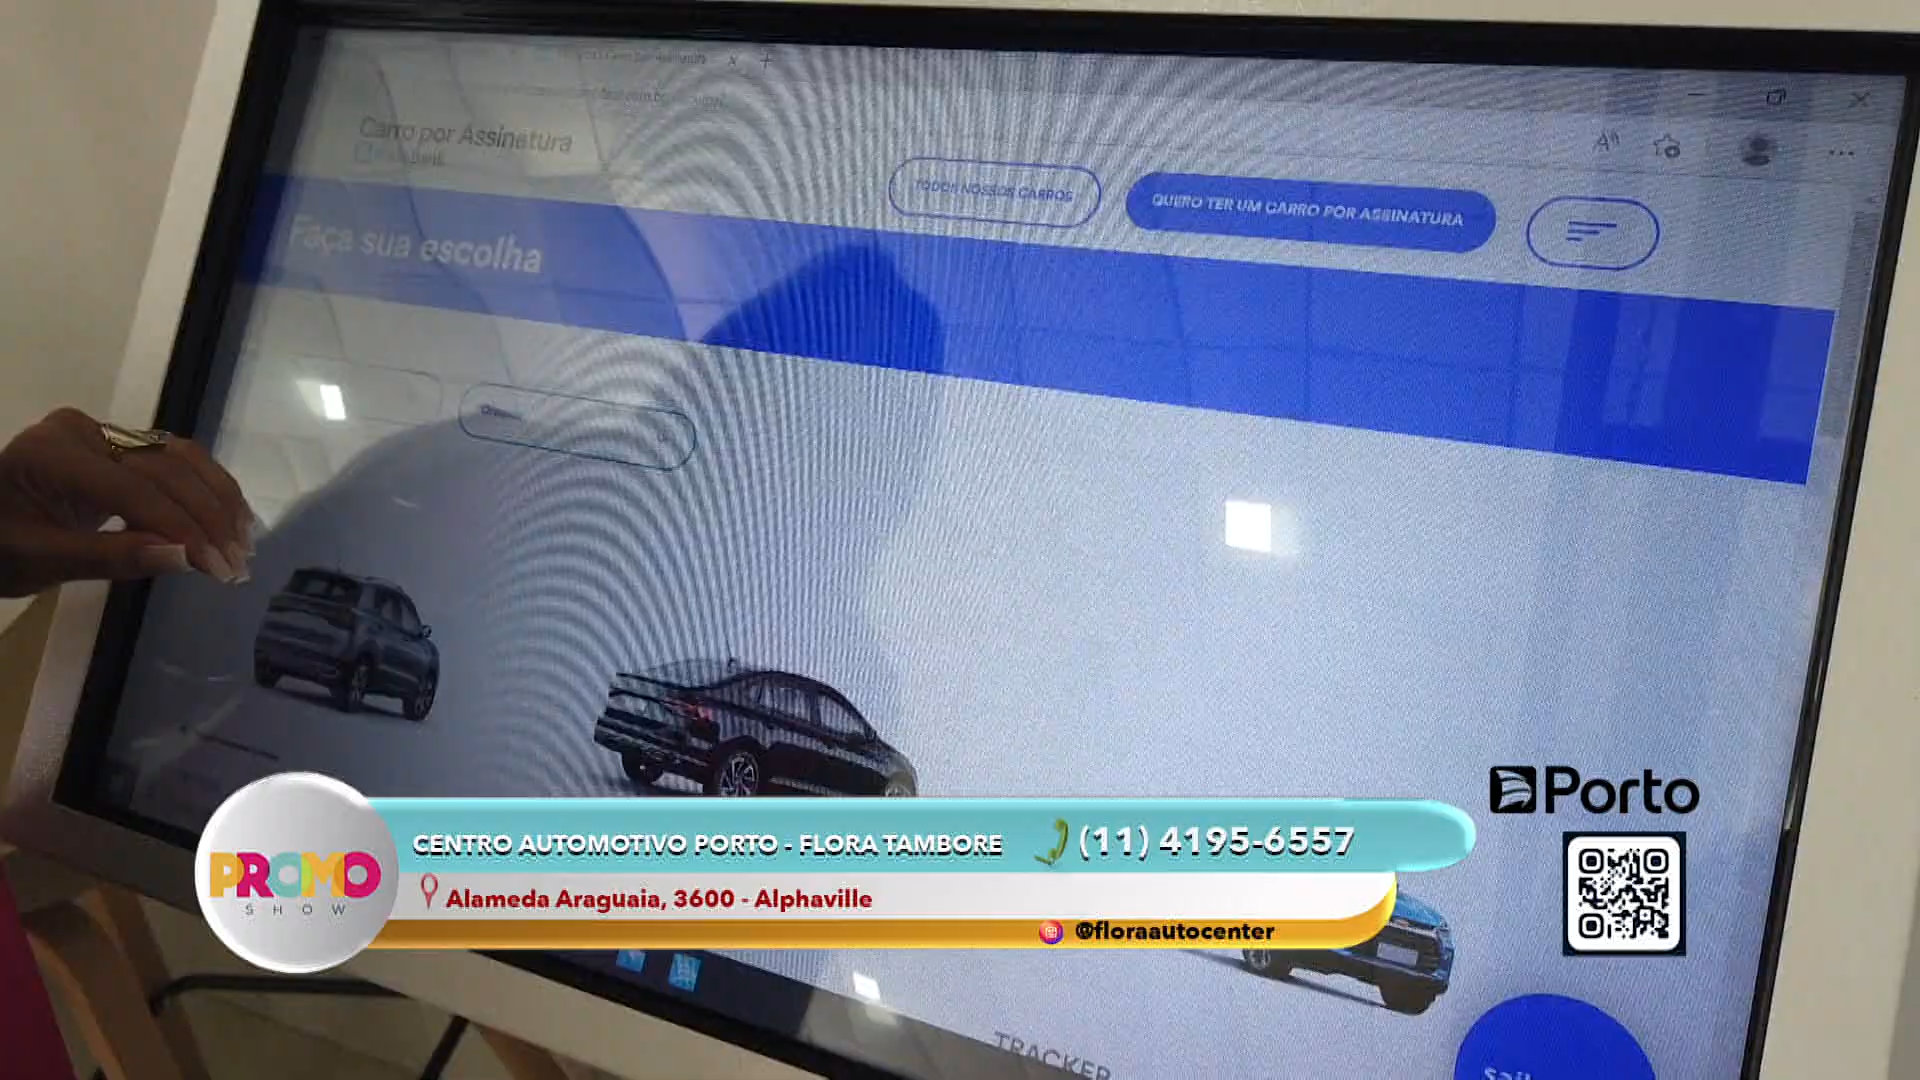 Carro por Assinatura
TODOS NOSSOS CARROS
QUERO TER UM CARRO POR ASSINATURA
Faça sua escolha
Porto
PROMO
SHOW
CENTRO AUTOMOTIVO PORTO - FLORA TAMBORE
(11) 4195-6557
Alameda Araguaia, 3600 - Alphaville
@floraautocenter
TRACKER